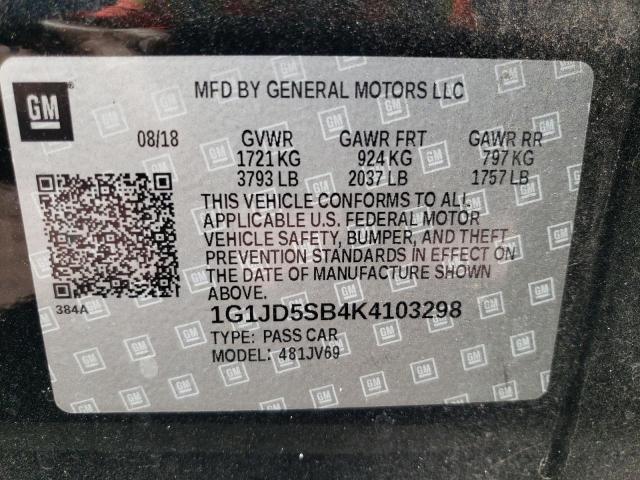 GM
MFD BY GENERAL MOTORS LLC
08/18 GVWR GAWR FRT GAWR RR
1721 KG 924 KG 797 KG
3793 LB 2037 LB 1757 LB
THIS VEHICLE CONFORMS TO ALL
APPLICABLE U.S. FEDERAL MOTOR
VEHICLE SAFETY, BUMPER, AND THEFT
PREVENTION STANDARDS IN EFFECT ON
THE DATE OF MANUFACTURE SHOWN
ABOVE.
384A
1G1JD5SB4K4103298
TYPE: PASS CAR
MODEL: 481JV69